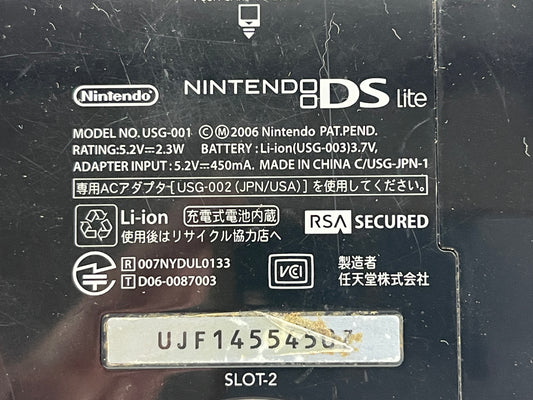 Nintendo
NINTENDO DS Lite
MODEL NO. USG-001 ©Ⓜ2006 Nintendo PAT.PEND.
RATING:5.2V⎓2.3W BATTERY : Li-ion(USG-003)3.7V,
ADAPTER INPUT : 5.2V⎓450mA. MADE IN CHINA C/USG-JPN-1
専用ACアダプタ-[USG-002 (JPN/USA)] を使用してください。
Li-ion 充電式電池内蔵
使用後はリサイクル協力店へ
RSA SECURED
R 007NYDUL0133
T D06-0087003
VCCI
製造者
任天堂株式会社
SLOT-2